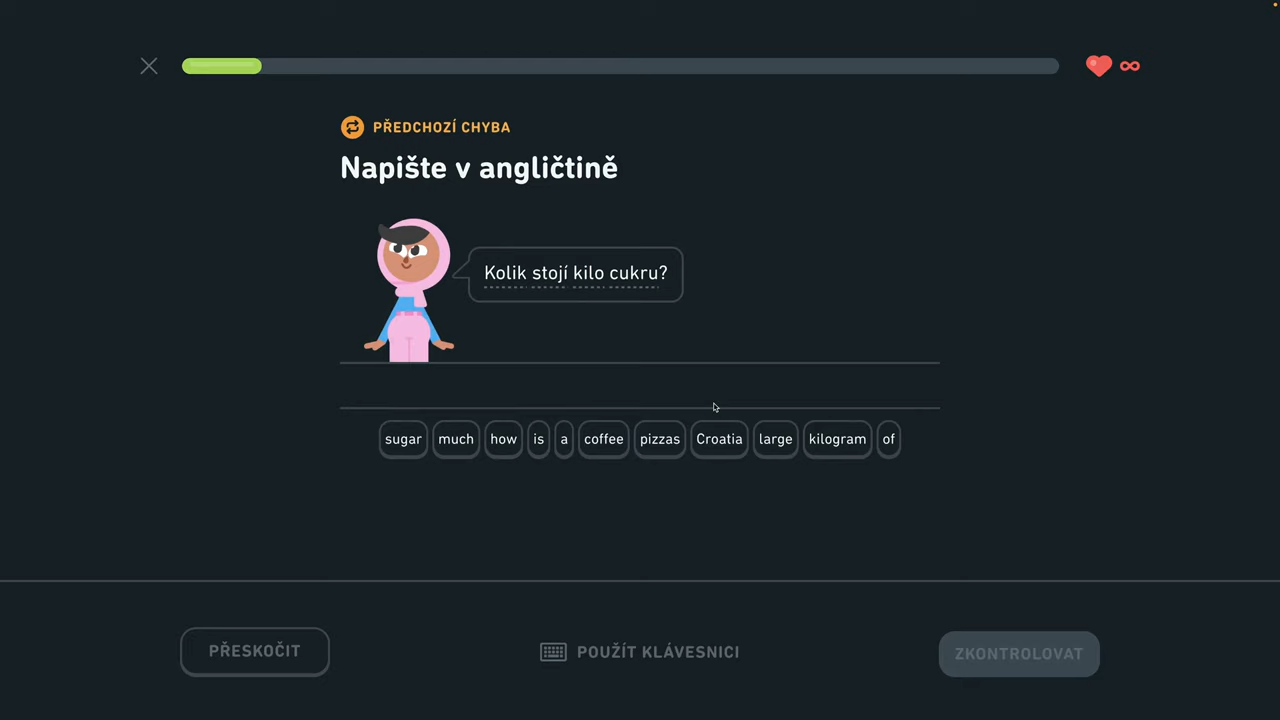 PŘEDCHOZÍ CHYBA
Napište v angličtině
Kolik stojí kilo cukru?
sugar much how is a coffee pizzas Croatia large kilogram of
PŘESKOČIT POUŽÍT KLÁVESNICI ZKONTROLOVAT